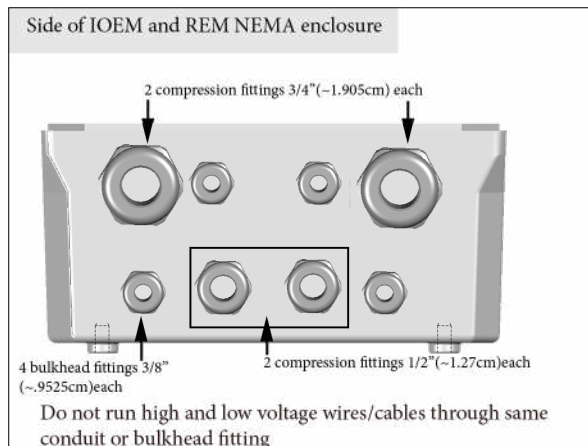 Side of IOEM and REM NEMA enclosure
2 compression fittings 3/4”(~1.905cm) each
4 bulkhead fittings 3/8”
(~.9525cm)each
2 compression fittings 1/2”(~1.27cm)each
Do not run high and low voltage wires/cables through same
conduit or bulkhead fitting